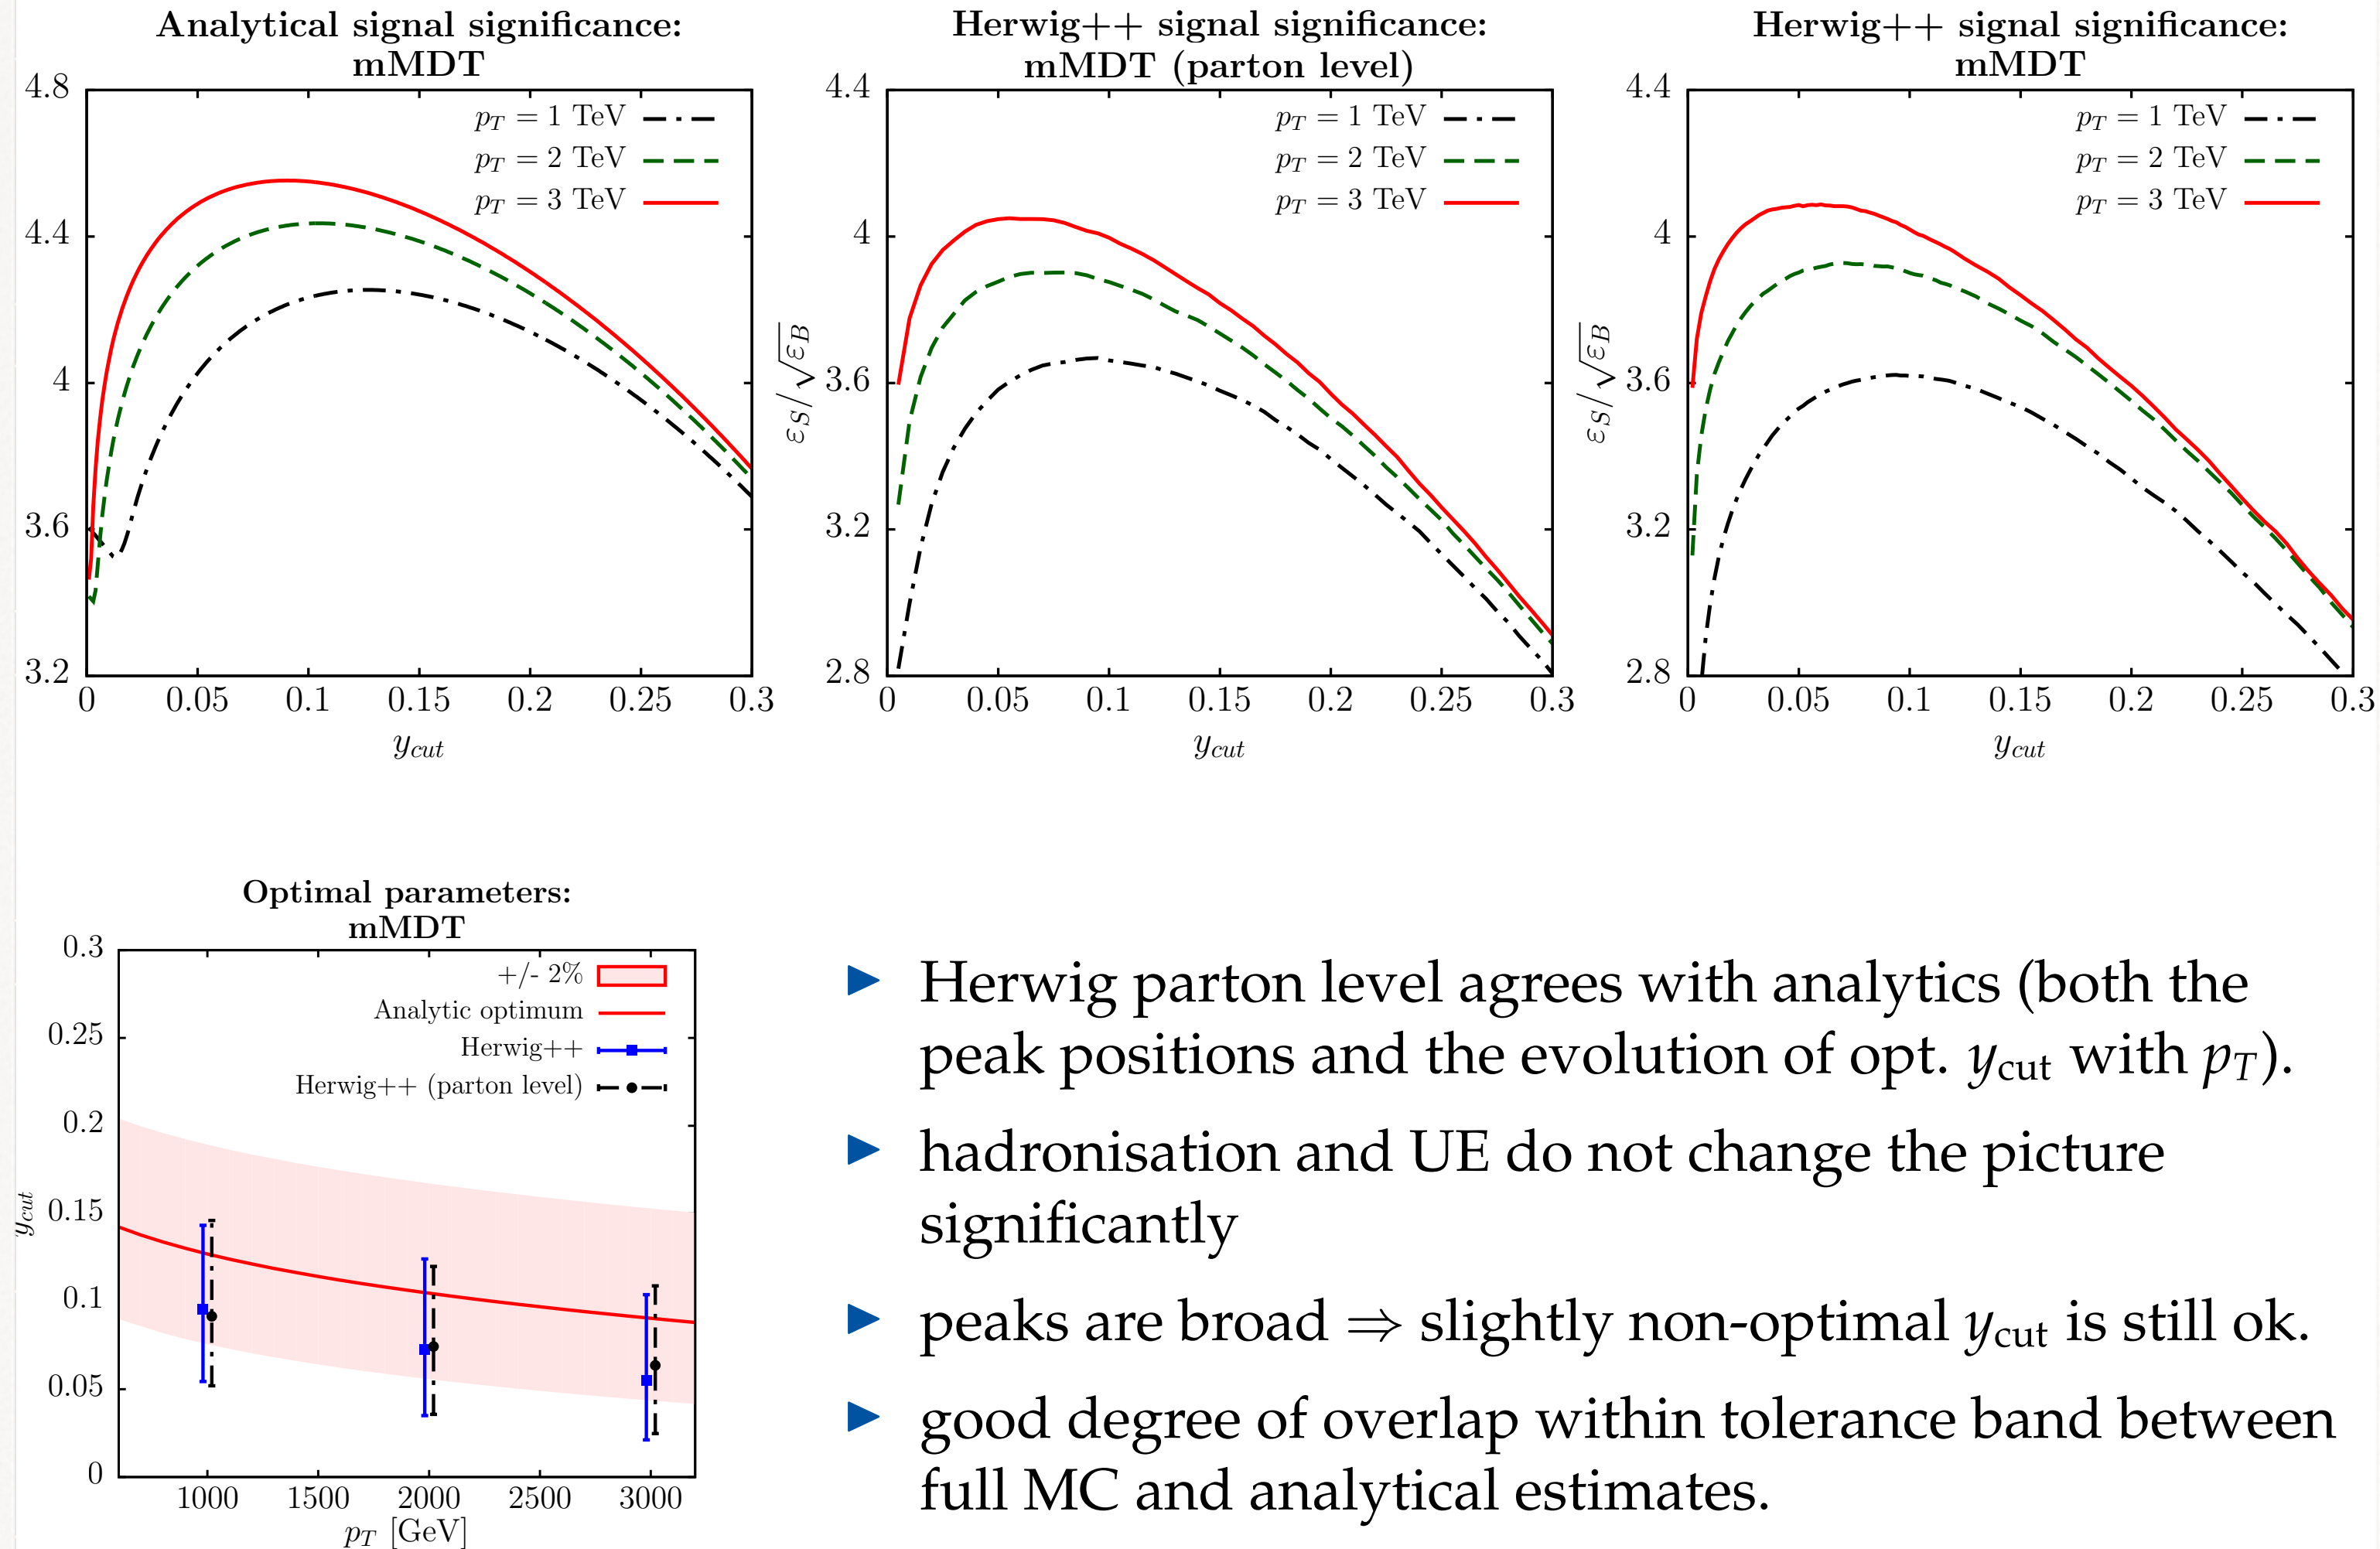 Analytical signal significance:
mMDT
4.8
4.4
4
3.6
3.2
0 0.05 0.1 0.15 0.2 0.25 0.3
y_cut
p_T = 1 TeV
p_T = 2 TeV
p_T = 3 TeV
Herwig++ signal significance:
mMDT (parton level)
ε_S/√ε_B
4.4
4
3.6
3.2
2.8
0 0.05 0.1 0.15 0.2 0.25 0.3
y_cut
p_T = 1 TeV
p_T = 2 TeV
p_T = 3 TeV
Herwig++ signal significance:
mMDT
ε_S/√ε_B
4.4
4
3.6
3.2
2.8
0 0.05 0.1 0.15 0.2 0.25 0.3
y_cut
p_T = 1 TeV
p_T = 2 TeV
p_T = 3 TeV
Optimal parameters:
mMDT
y_cut
0.3
0.25
0.2
0.15
0.1
0.05
0
1000 1500 2000 2500 3000
p_T [GeV]
+/- 2%
Analytic optimum
Herwig++
Herwig++ (parton level)
▶ Herwig parton level agrees with analytics (both the
peak positions and the evolution of opt. y_cut with p_T).
▶ hadronisation and UE do not change the picture
significantly
▶ peaks are broad ⇒ slightly non-optimal y_cut is still ok.
▶ good degree of overlap within tolerance band between
full MC and analytical estimates.